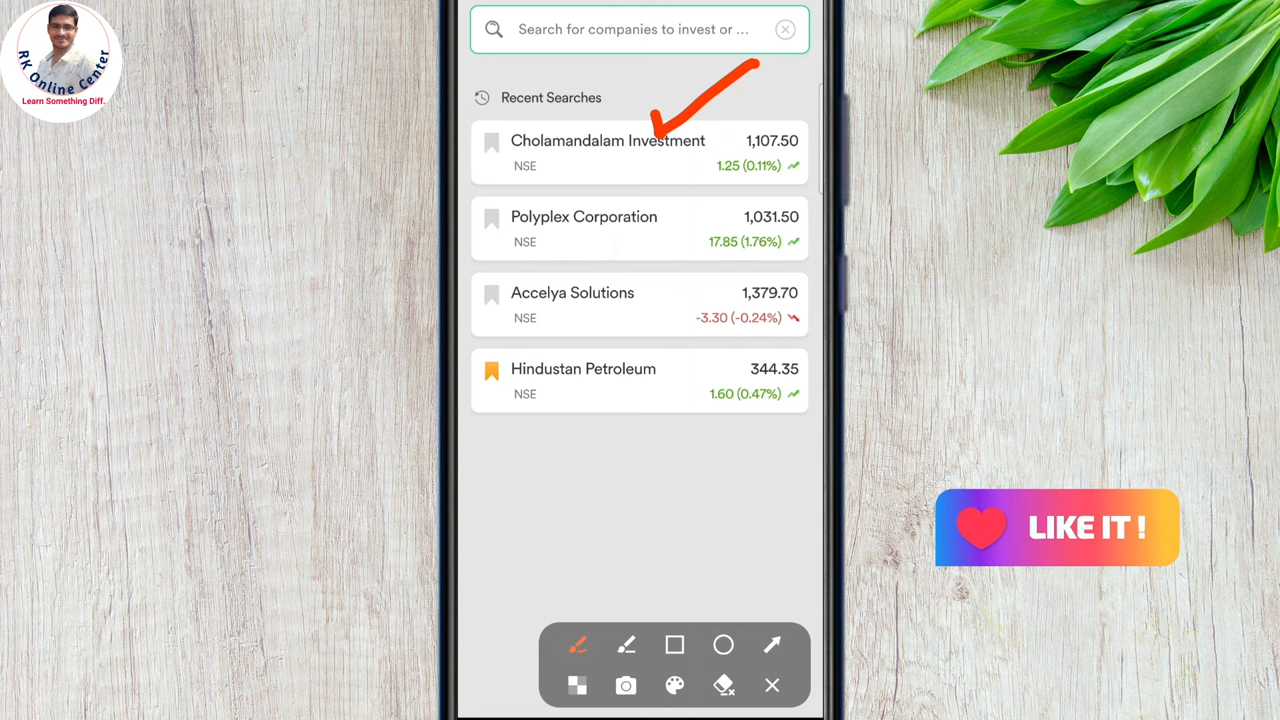 RK Online Center
Learn Something Diff.
Search for companies to invest or ...
Recent Searches
Cholamandalam Investment 1,107.50
NSE 1.25 (0.11%)
Polyplex Corporation 1,031.50
NSE 17.85 (1.76%)
Accelya Solutions 1,379.70
NSE -3.30 (-0.24%)
Hindustan Petroleum 344.35
NSE 1.60 (0.47%)
LIKE IT !